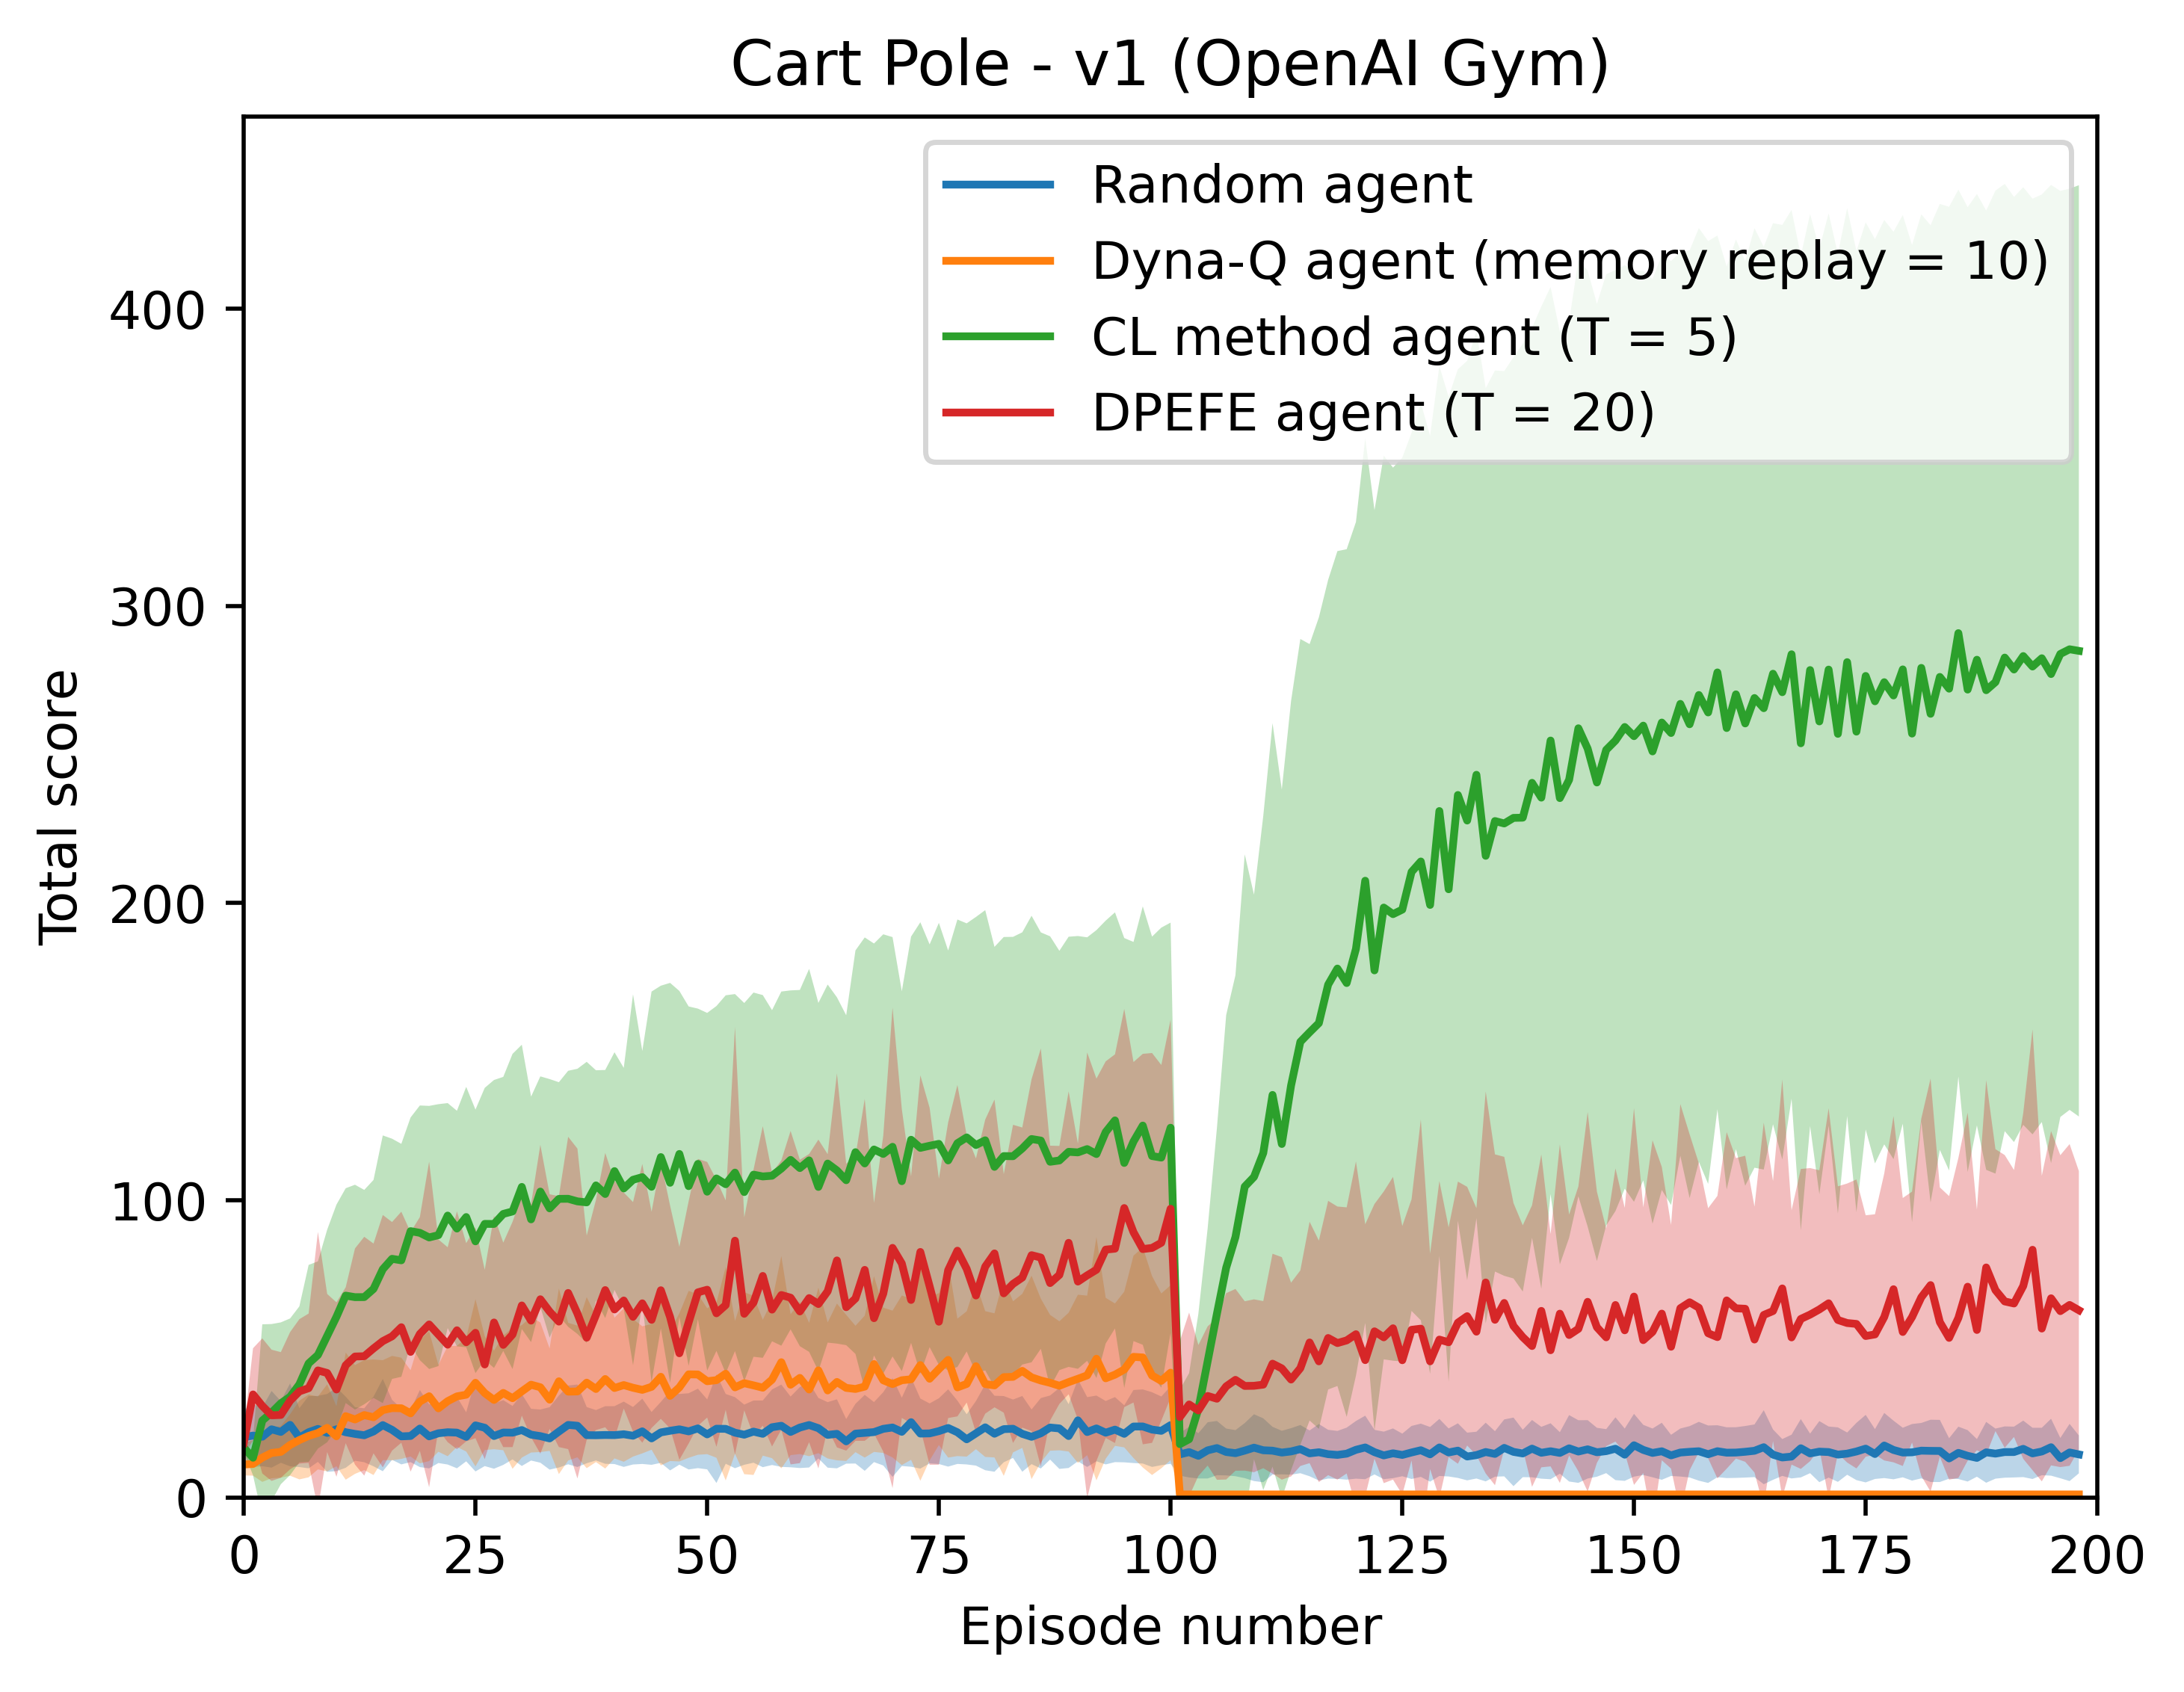 Cart Pole - v1 (OpenAI Gym)
Random agent
Dyna-Q agent (memory replay = 10)
CL method agent (T = 5)
DPEFE agent (T = 20)
Total score
400
300
200
100
0
0 25 50 75 100 125 150 175 200
Episode number